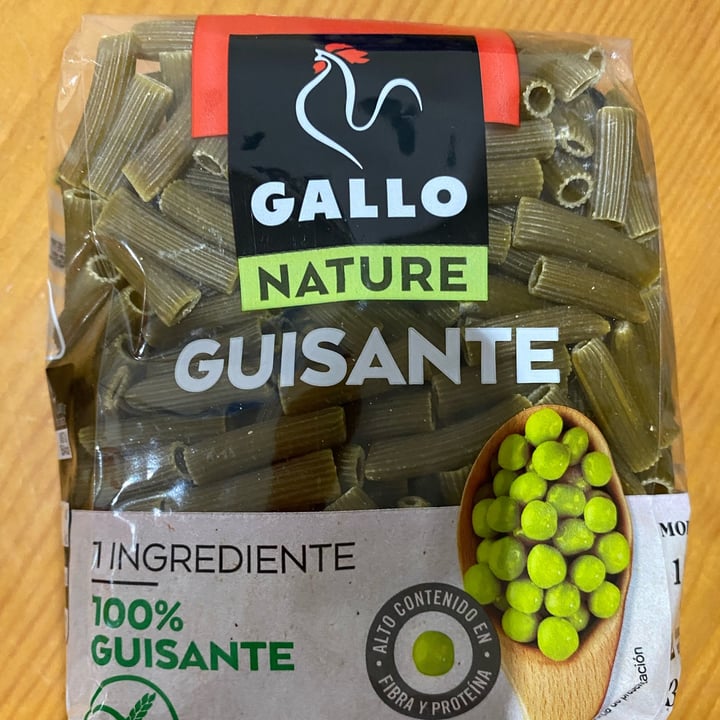 GALLO
NATURE
GUISANTE
1 INGREDIENTE
100%
GUISANTE
ALTO CONTENIDO EN
FIBRA Y PROTEÍNA